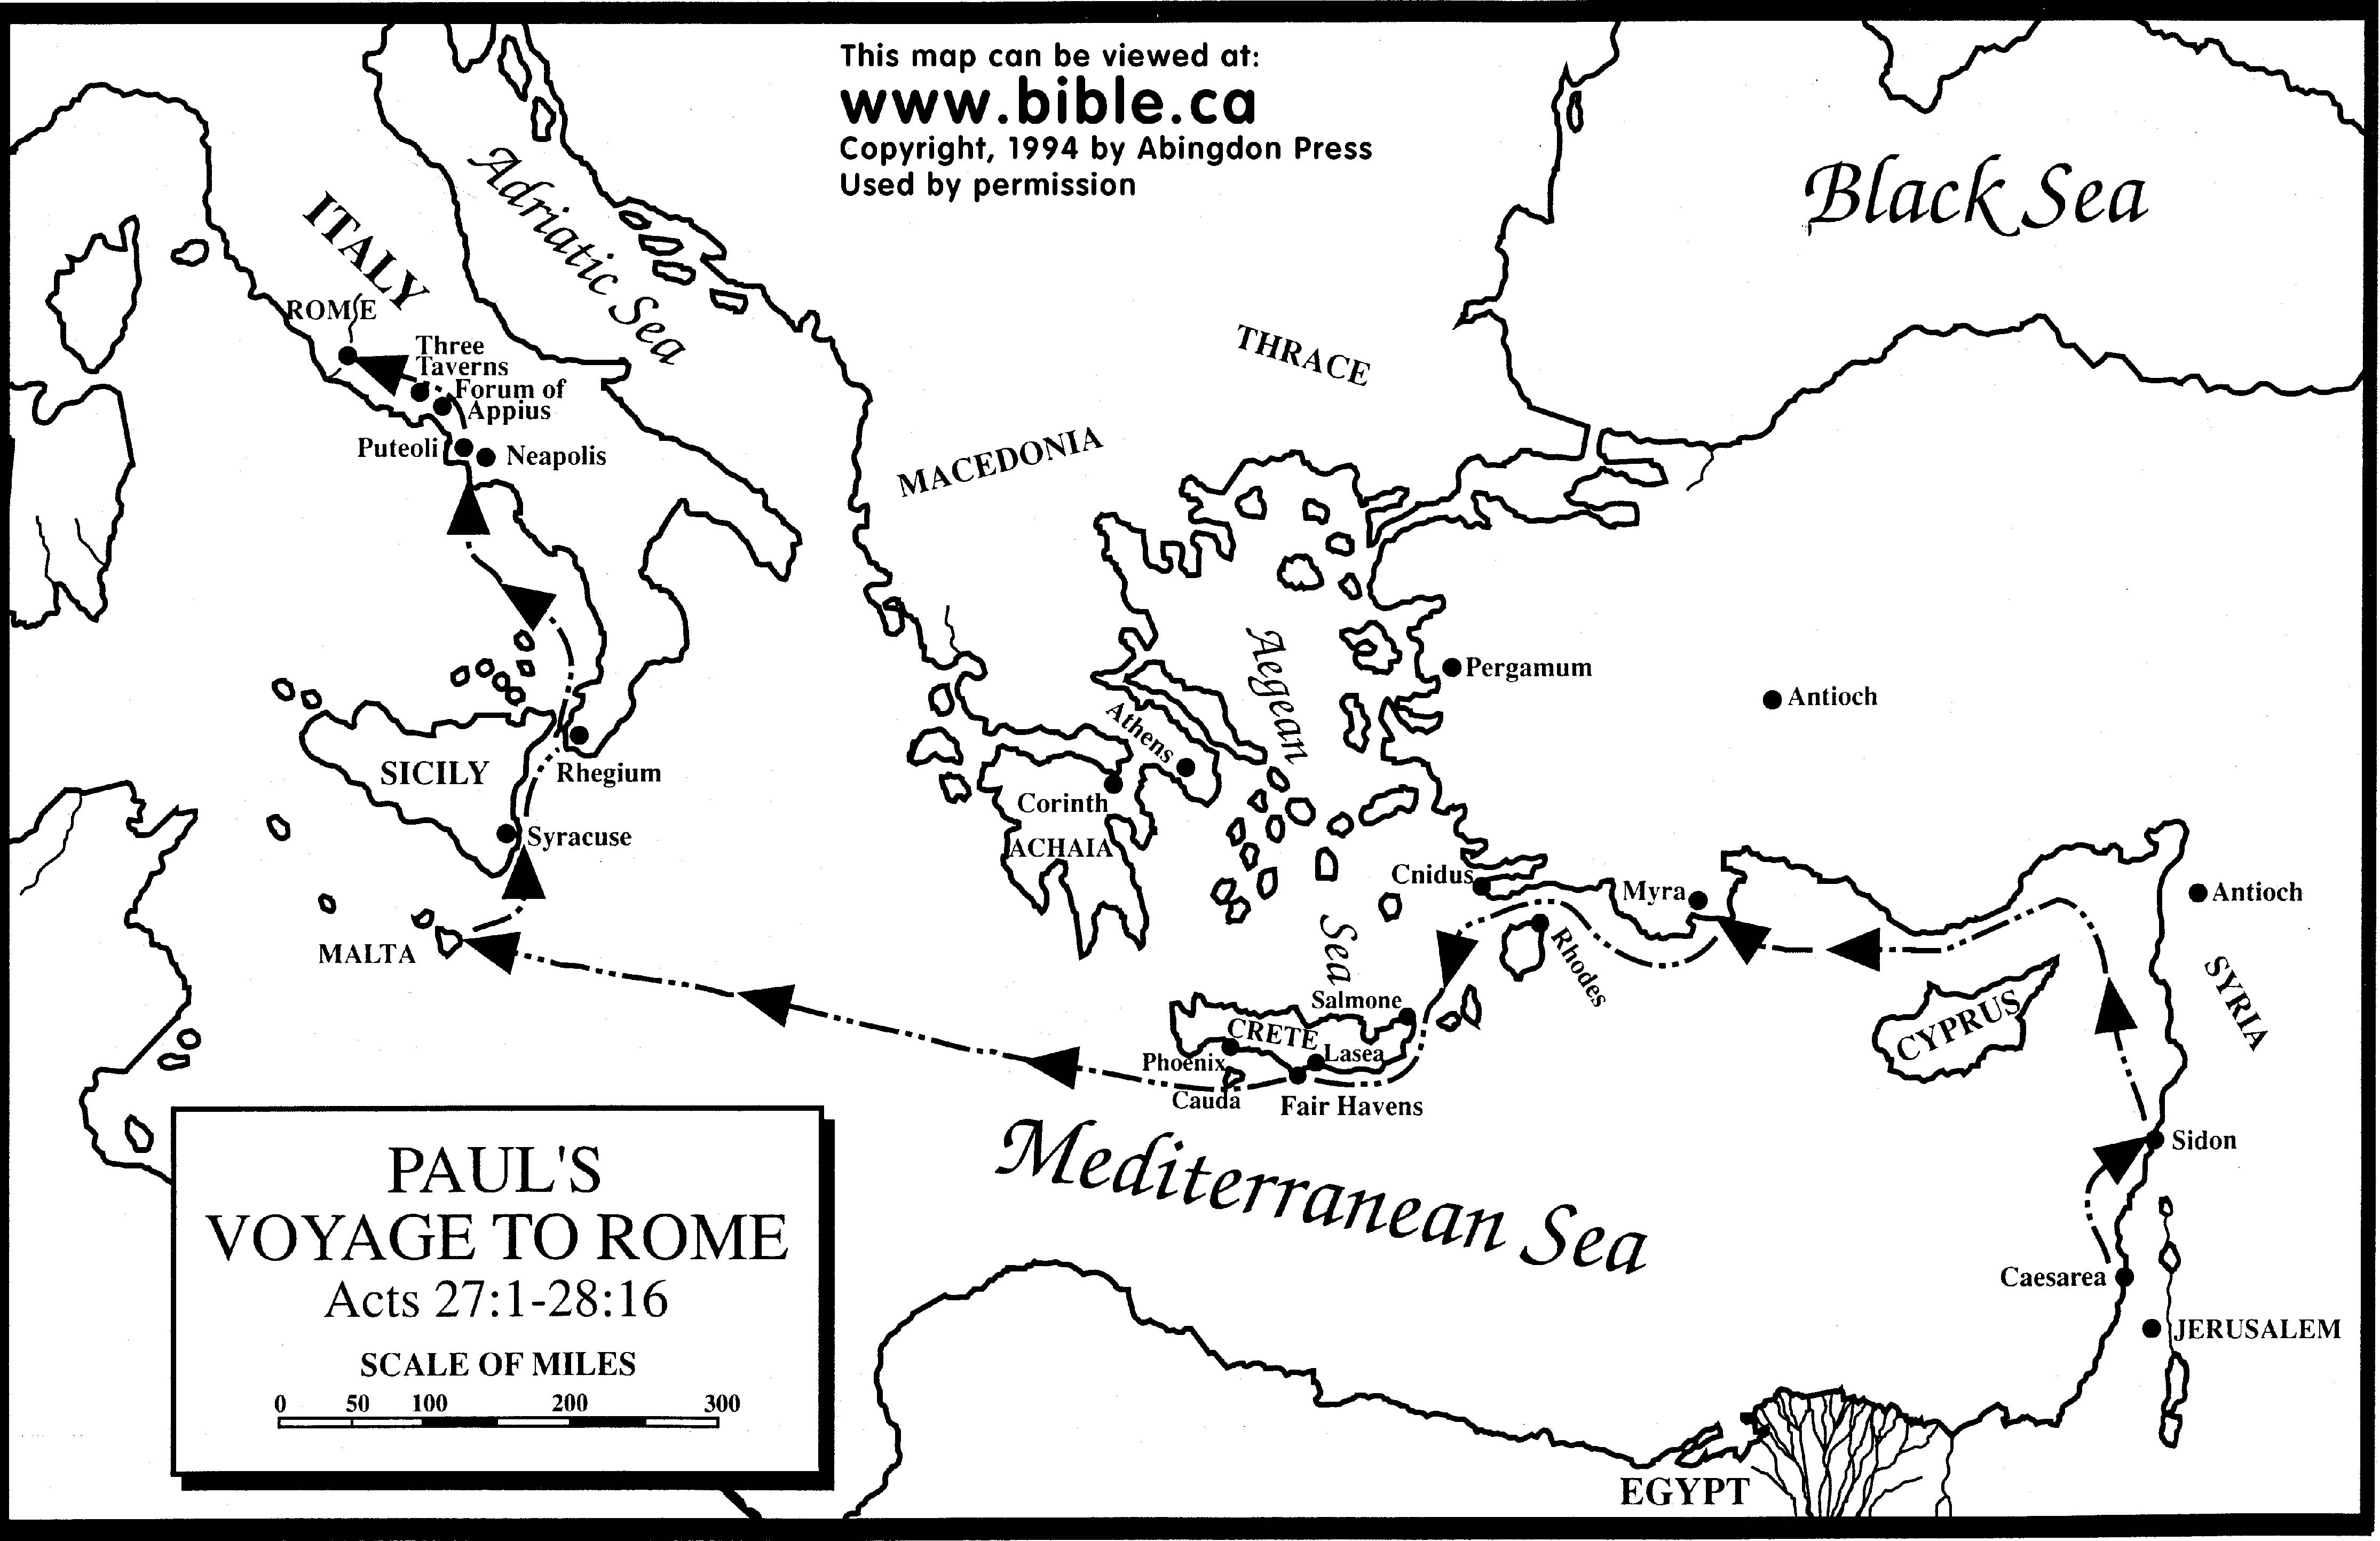 This map can be viewed at:
www.bible.ca
Copyright, 1994 by Abingdon Press
Used by permission
Black Sea
Adriatic Sea
ITALY
ROME
Three
Taverns
Forum of
Appius
Puteoli
Neapolis
THRACE
MACEDONIA
Aegean
Sea
Pergamum
Antioch
Athens
Corinth
ACHAIA
SICILY
Rhegium
Syracuse
MALTA
Cnidus
Myra
Rhodes
Antioch
SYRIA
CYPRUS
Salmone
CRETE
Lasea
Phoenix
Cauda
Fair Havens
Mediterranean Sea
Sidon
Caesarea
JERUSALEM
EGYPT
PAUL'S
VOYAGE TO ROME
Acts 27:1-28:16
SCALE OF MILES
0 50 100 200 300